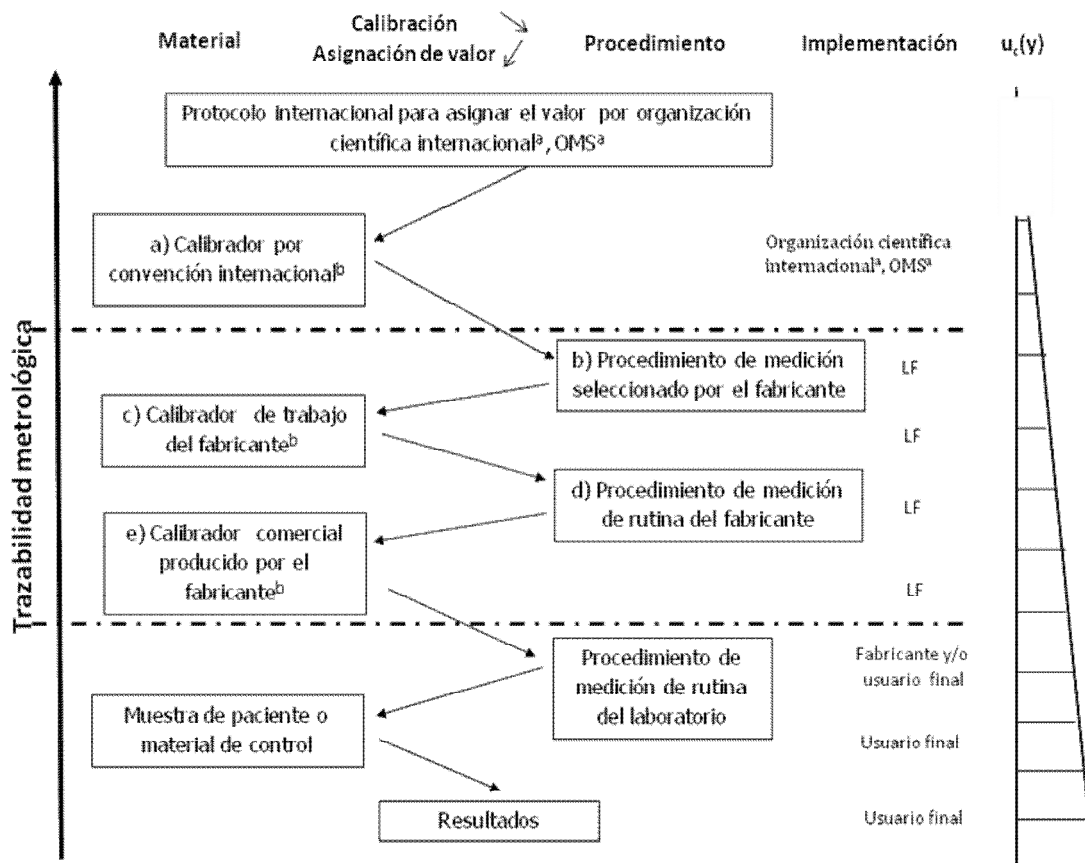 Material
Calibración
Asignación de valor
Procedimiento
Implementación
u_c(y)
Protocolo internacional para asignar el valor por organización
científica internacionalª, OMSª
a) Calibrador por
convención internacionalᵇ
Organización científica
internacionalª, OMSª
b) Procedimiento de medición
seleccionado por el fabricante
LF
c) Calibrador de trabajo
del fabricanteᵇ
LF
d) Procedimiento de medición
de rutina del fabricante
LF
e) Calibrador comercial
producido por el
fabricanteᵇ
LF
Procedimiento de
medición de rutina
del laboratorio
Fabricante y/o
usuario final
Muestra de paciente o
material de control
Usuario final
Resultados
Usuario final
Trazabilidad metrológica